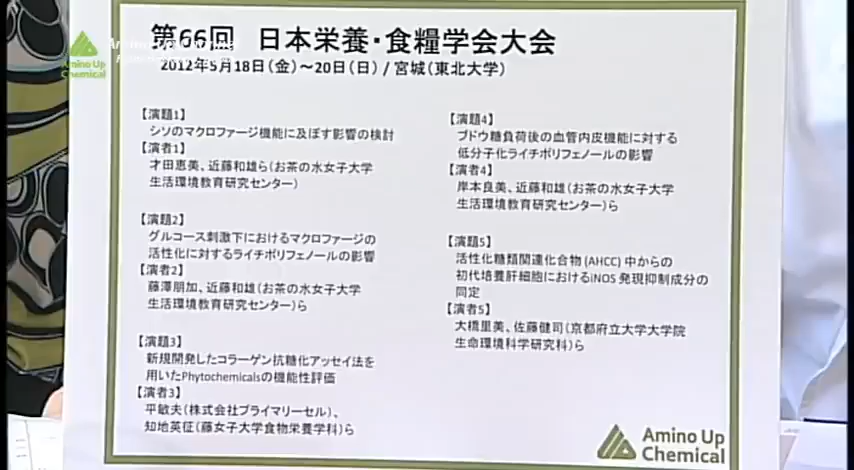 第66回 日本栄養・食糧学会大会
2012年5月18日(金)～20日(日) / 宮城(東北大学)
Amino Up
Chemical
【演題1】
シソのマクロファージ機能に及ぼす影響の検討
【演者1】
才田恵美、近藤和雄ら(お茶の水女子大学
生活環境教育研究センター)
【演題2】
グルコース刺激下におけるマクロファージの
活性化に対するライチポリフェノールの影響
【演者2】
藤澤朋加、近藤和雄(お茶の水女子大学
生活環境教育研究センター)ら
【演題3】
新規開発したコラーゲン抗糖化アッセイ法を
用いたPhytochemicalsの機能性評価
【演者3】
平敏夫(株式会社プライマリーセル)、
知地英征(藤女子大学食物栄養学科)ら
【演題4】
ブドウ糖負荷後の血管内皮機能に対する
低分子化ライチポリフェノールの影響
【演者4】
岸本良美、近藤和雄(お茶の水女子大学
生活環境教育研究センター)ら
【演題5】
活性化糖類関連化合物(AHCC) 中からの
初代培養肝細胞におけるiNOS 発現抑制成分の
同定
【演者5】
大橋里美、佐藤健司(京都府立大学大学院
生命環境科学研究科)ら
Amino Up
Chemical